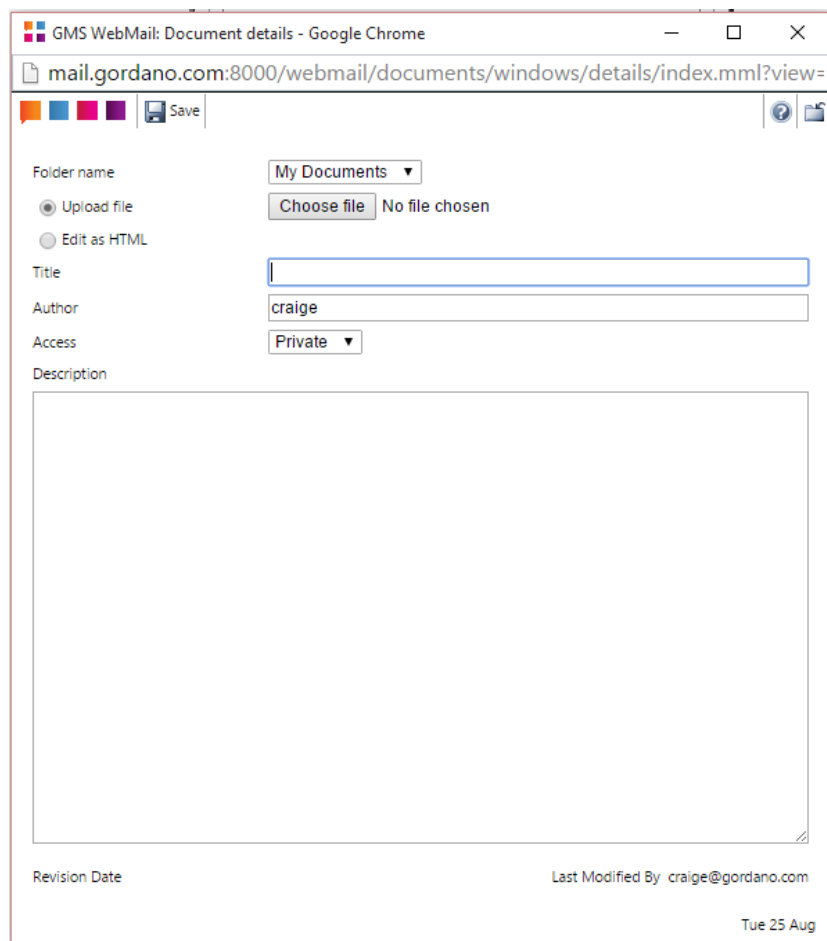 GMS WebMail: Document details - Google Chrome
mail.gordano.com:8000/webmail/documents/windows/details/index.mml?view=
Save
Folder name My Documents
Upload file Choose file No file chosen
Edit as HTML
Title
Author craige
Access Private
Description
Revision Date Last Modified By craige@gordano.com
Tue 25 Aug